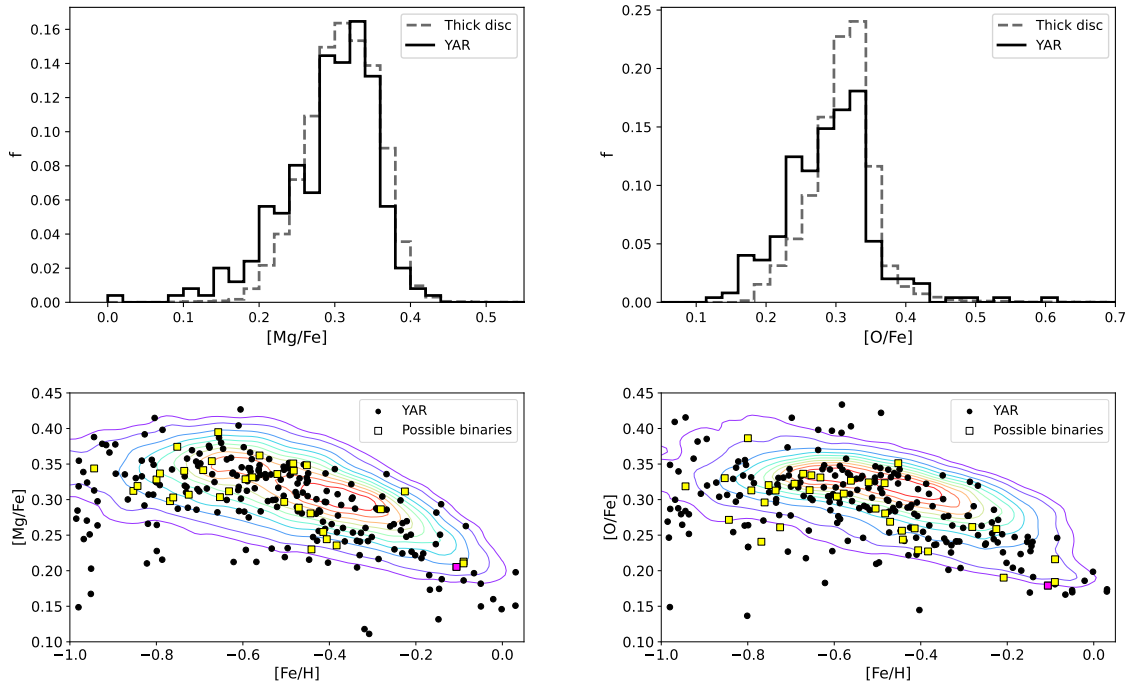 Thick disc
YAR
f
0.16
0.14
0.12
0.10
0.08
0.06
0.04
0.02
0.00
0.0 0.1 0.2 0.3 0.4 0.5
[Mg/Fe]
Thick disc
YAR
f
0.25
0.20
0.15
0.10
0.05
0.00
0.1 0.2 0.3 0.4 0.5 0.6 0.7
[O/Fe]
YAR
Possible binaries
[Mg/Fe]
0.45
0.40
0.35
0.30
0.25
0.20
0.15
0.10
−1.0 −0.8 −0.6 −0.4 −0.2 0.0
[Fe/H]
YAR
Possible binaries
[O/Fe]
0.45
0.40
0.35
0.30
0.25
0.20
0.15
0.10
−1.0 −0.8 −0.6 −0.4 −0.2 0.0
[Fe/H]